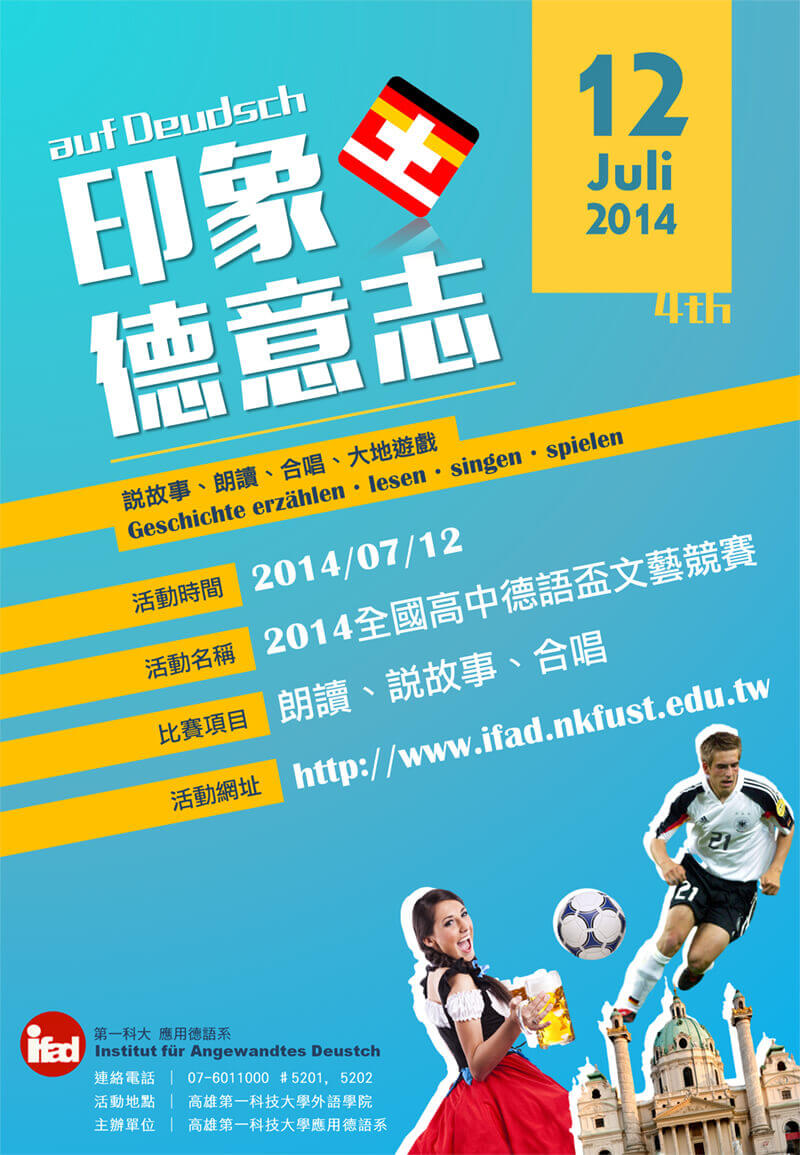 auf Deudsch
印象
德意志
12
Juli
2014
4th
說故事、朗讀、合唱、大地遊戲
Geschichte erzählen · lesen · singen · spielen
活動時間 2014/07/12
活動名稱 2014全國高中德語盃文藝競賽
比賽項目 朗讀、說故事、合唱
活動網址 http://www.ifad.nkfust.edu.tw
21
21
ifad
第一科大 應用德語系
Institut für Angewandtes Deustch
連絡電話 | 07-6011000 #5201, 5202
活動地點 | 高雄第一科技大學外語學院
主辦單位 | 高雄第一科技大學應用德語系